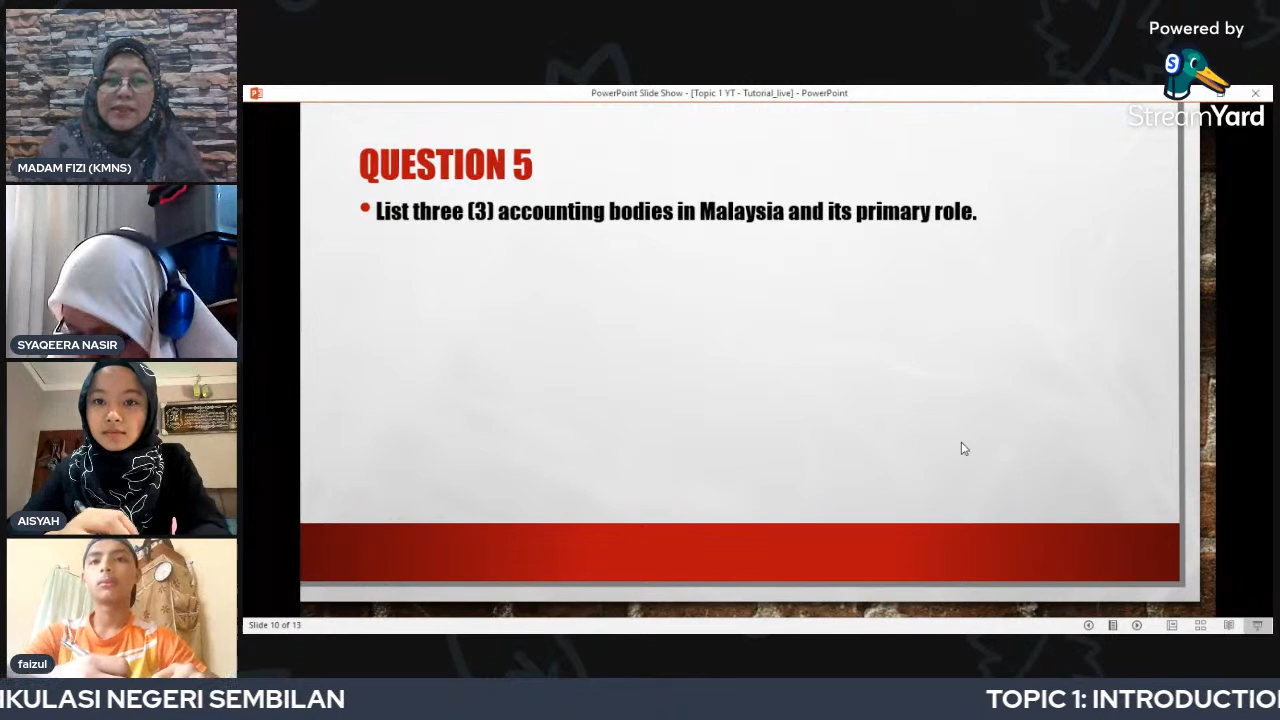 Powered by
S
StreamYard
PowerPoint Slide Show - [Topic 1 YT - Tutorial_live] - PowerPoint
MADAM FIZI (KMNS)
QUESTION 5
• List three (3) accounting bodies in Malaysia and its primary role.
SYAQEERA NASIR
AISYAH
faizul
Slide 10 of 13
IKULASI NEGERI SEMBILAN
TOPIC 1: INTRODUCTIO